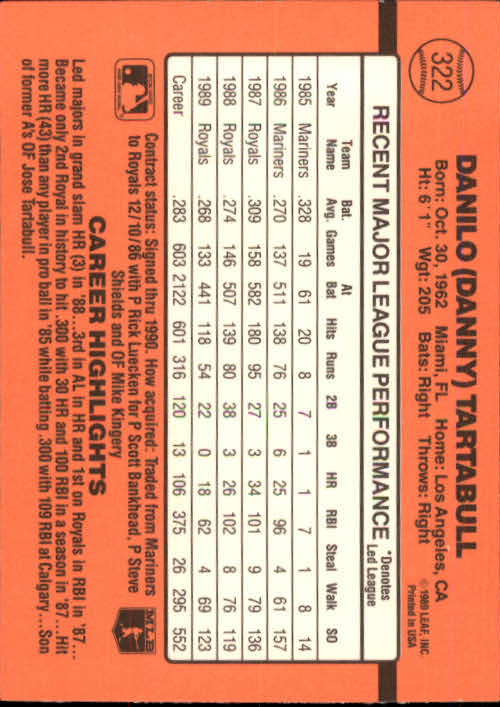 322
DANILO (DANNY) TARTABULL
Born: Oct. 30, 1962 Miami, FL Home: Los Angeles, CA
Ht: 6' 1" Wgt: 205 Bats: Right Throws: Right
© 1989 LEAF, INC.
Printed in USA
RECENT MAJOR LEAGUE PERFORMANCE
*Denotes
Led League
Year Team Name Bat. Avg. Games At Bat Hits Runs 2B 3B HR RBI Steal Walk SO
1985 Mariners .328 19 61 20 8 7 1 1 7 1 8 14
1986 Mariners .270 137 511 138 76 25 6 25 96 4 61 157
1987 Royals .309 158 582 180 95 27 3 34 101 9 79 136
1988 Royals .274 146 507 139 80 38 3 26 102 8 76 119
1989 Royals .268 133 441 118 54 22 0 18 62 4 69 123
Career .283 603 2122 601 316 120 13 106 375 26 295 552
Contract status: Signed thru 1990. How acquired: Traded from Mariners
to Royals 12/10/86 with P Rick Luecken for P Scott Bankhead, P Steve
Shields and OF Mike Kingery
MLB
CAREER HIGHLIGHTS
Led majors in grand slam HR (3) in '88...3rd in AL in HR and 1st on Royals in RBI in '87...
Became only 2nd Royal in history to hit .300 with 30 HR and 100 RBI in a season in '87...Hit
more HR (43) than any player in pro ball in '85 while batting .300 with 109 RBI at Calgary...Son
of former A's OF Jose Tartabull.